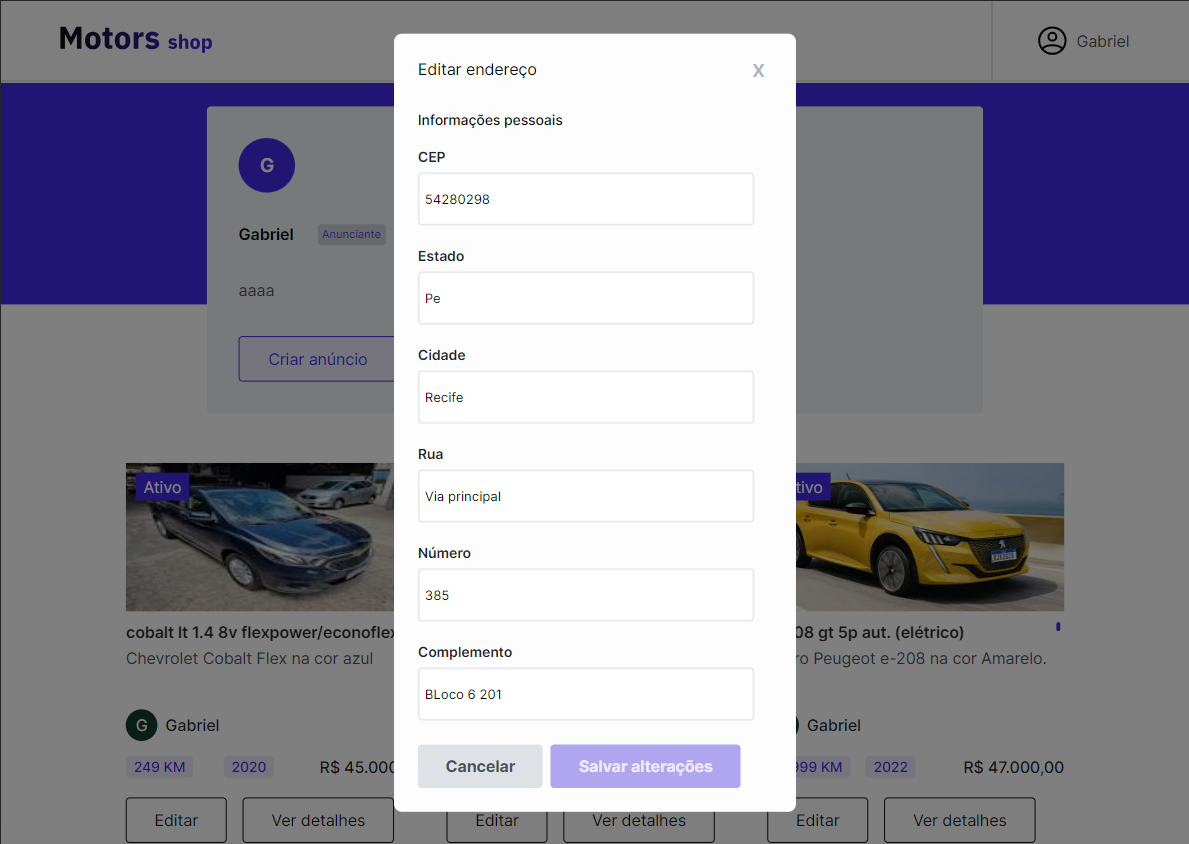 Motors shop
Gabriel
Editar endereço
X
Informações pessoais
CEP
54280298
Estado
Pe
Cidade
Recife
Rua
Via principal
Número
385
Complemento
BLoco 6 201
Cancelar Salvar alterações
G
Gabriel Anunciante
aaaa
Criar anúncio
Ativo
cobalt lt 1.4 8v flexpower/econoflex
Chevrolet Cobalt Flex na cor azul
G Gabriel
249 KM 2020 R$ 45.000
Editar Ver detalhes
Editar Ver detalhes
tivo
08 gt 5p aut. (elétrico)
ro Peugeot e-208 na cor Amarelo.
Gabriel
999 KM 2022 R$ 47.000,00
Editar Ver detalhes